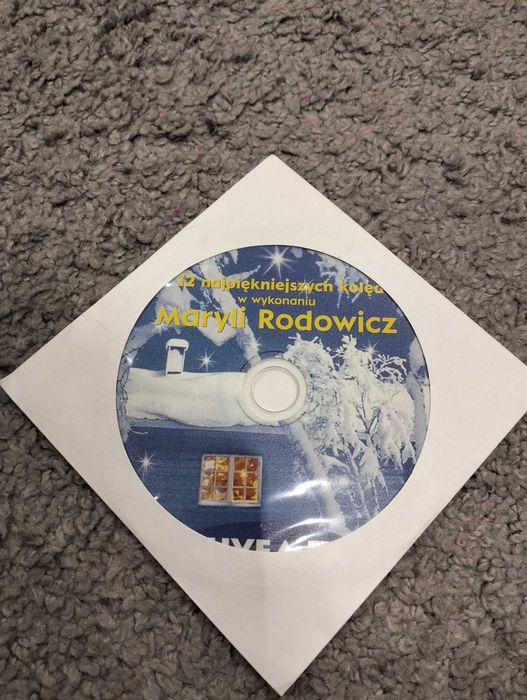 12 najpiękniejszych kolęd
w wykonaniu
Maryli Rodowicz